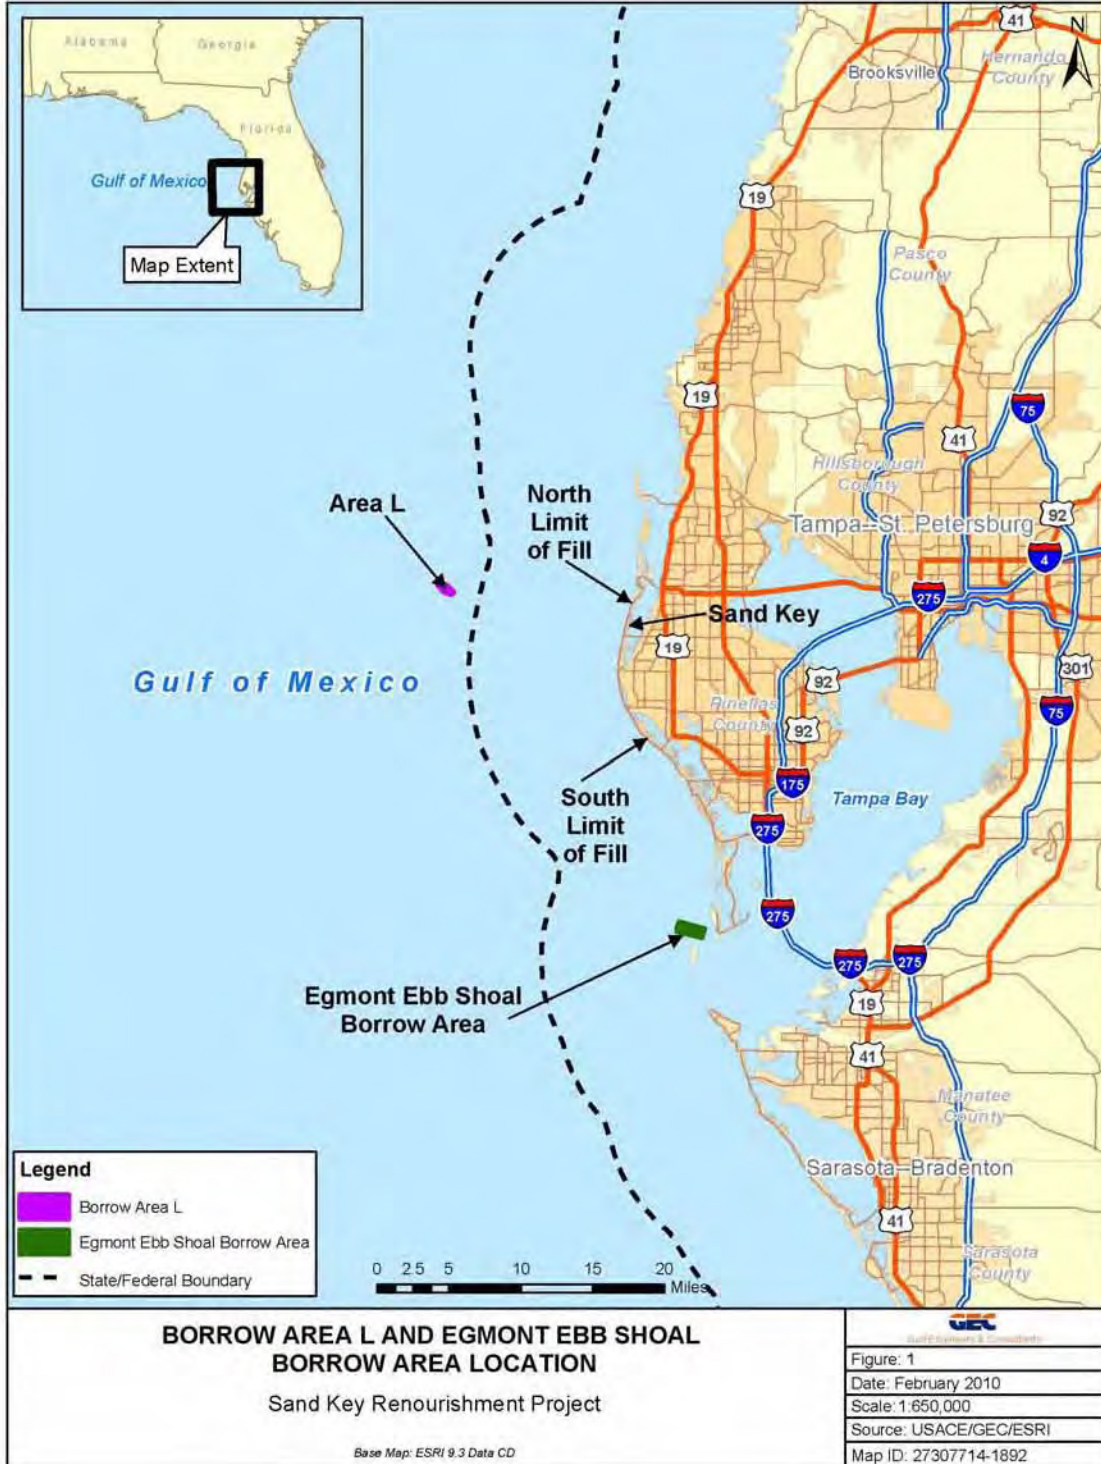 Alabama
Georgia
Florida
Gulf of Mexico
Map Extent
41
N
Hernando
County
Brooksville
19
Pasco
County
19
75
41
Hillsborough
County
92
Tampa--St. Petersburg
4
275
Area L
North
Limit
of Fill
Sand Key
19
92
301
75
Pinellas
County
92
Gulf of Mexico
175
Tampa Bay
275
South
Limit
of Fill
275
275
275
Egmont Ebb Shoal
Borrow Area
19
41
Manatee
County
Sarasota--Bradenton
41
Sarasota
County
Legend
Borrow Area L
Egmont Ebb Shoal Borrow Area
State/Federal Boundary
0 2.5 5 10 15 20
Miles
BORROW AREA L AND EGMONT EBB SHOAL
BORROW AREA LOCATION
Sand Key Renourishment Project
Base Map: ESRI 9.3 Data CD
GEC
Figure: 1
Date: February 2010
Scale: 1:650,000
Source: USACE/GEC/ESRI
Map ID: 27307714-1892